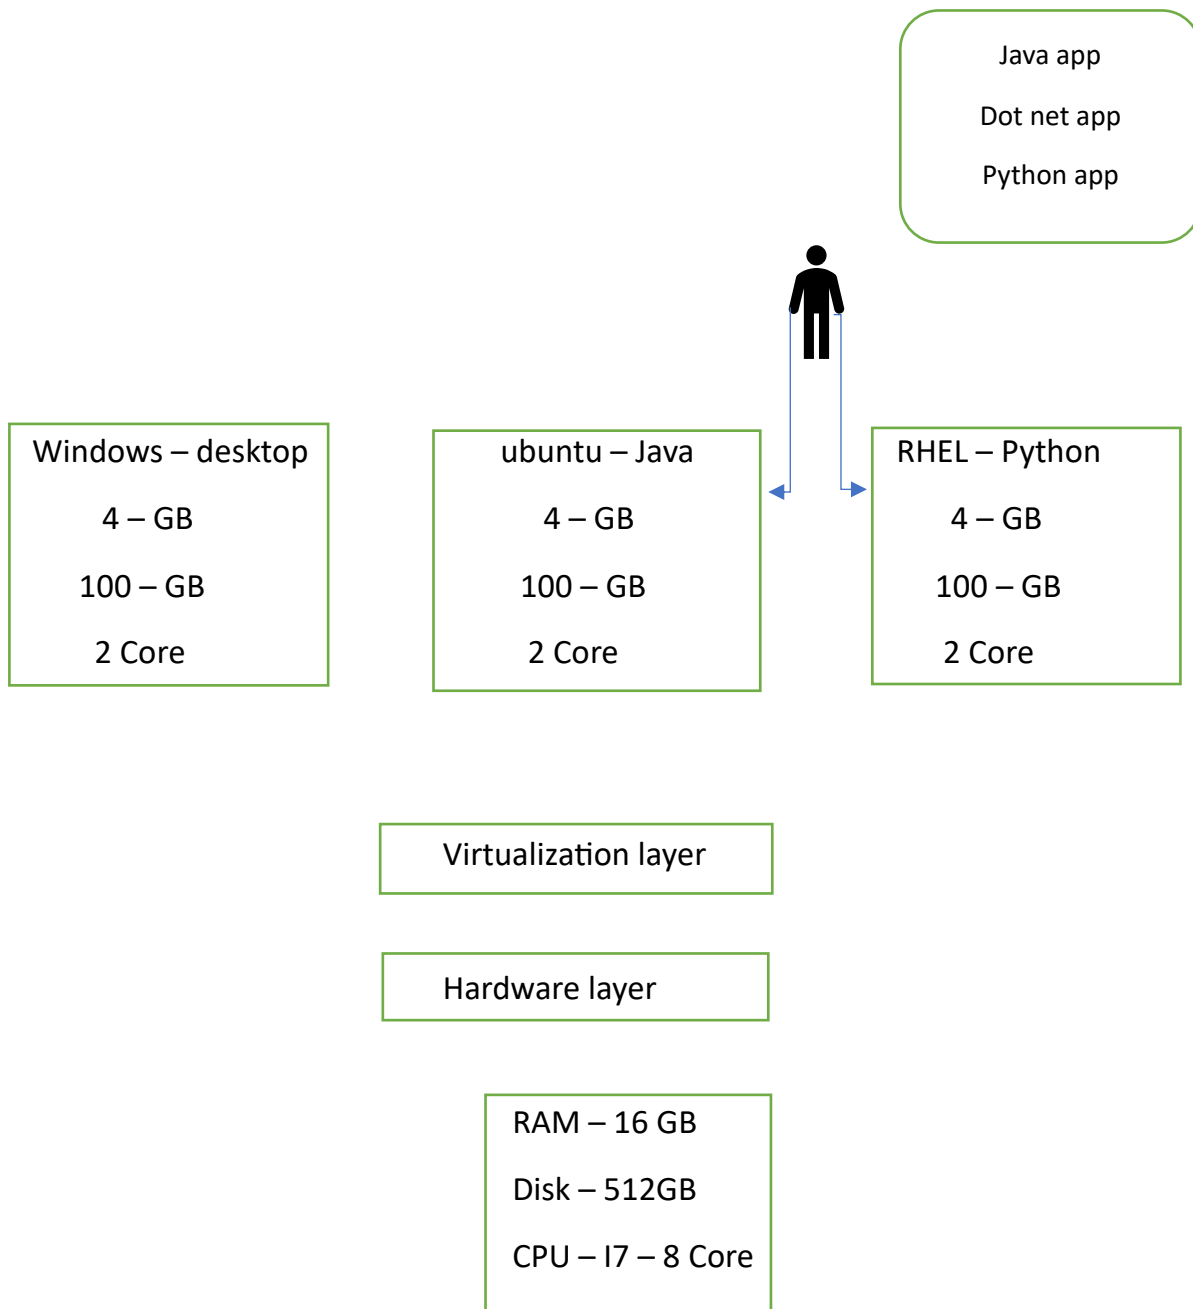 Java app
Dot net app
Python app
Windows – desktop
4 – GB
100 – GB
2 Core
ubuntu – Java
4 – GB
100 – GB
2 Core
RHEL – Python
4 – GB
100 – GB
2 Core
Virtualization layer
Hardware layer
RAM – 16 GB
Disk – 512GB
CPU – I7 – 8 Core